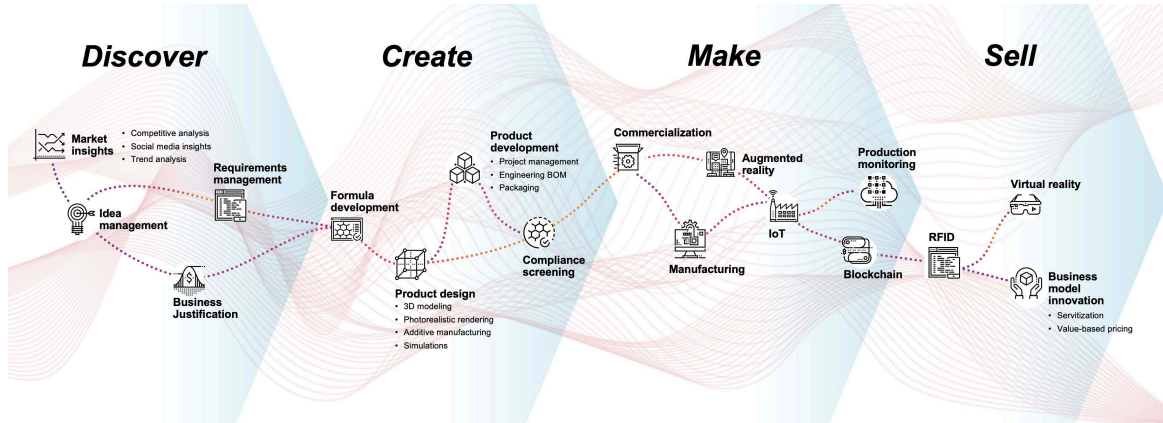 Discover
Create
Make
Sell
Market
insights
• Competitive analysis
• Social media insights
• Trend analysis
Idea
management
Requirements
management
Business
Justification
Formula
development
Product design
• 3D modeling
• Photorealistic rendering
• Additive manufacturing
• Simulations
Product
development
• Project management
• Engineering BOM
• Packaging
Compliance
screening
Commercialization
Manufacturing
Augmented
reality
IoT
Production
monitoring
Blockchain
RFID
Virtual reality
Business
model
innovation
• Servitization
• Value-based pricing